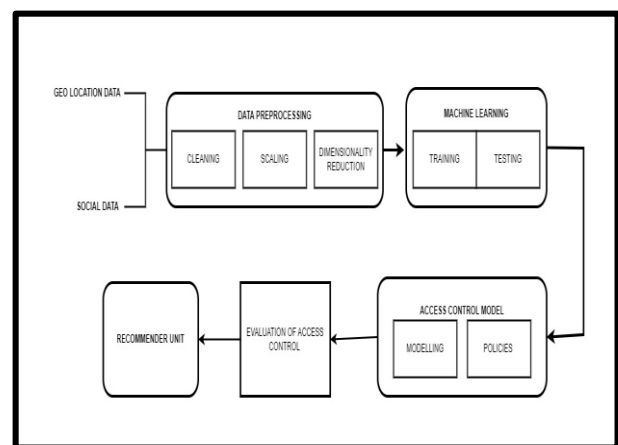 GEO LOCATION DATA
SOCIAL DATA
DATA PREPROCESSING
CLEANING
SCALING
DIMENSIONALITY
REDUCTION
MACHINE LEARNING
TRAINING
TESTING
ACCESS CONTROL MODEL
MODELLING
POLICIES
EVALUATION OF ACCESS
CONTROL
RECOMMENDER UNIT